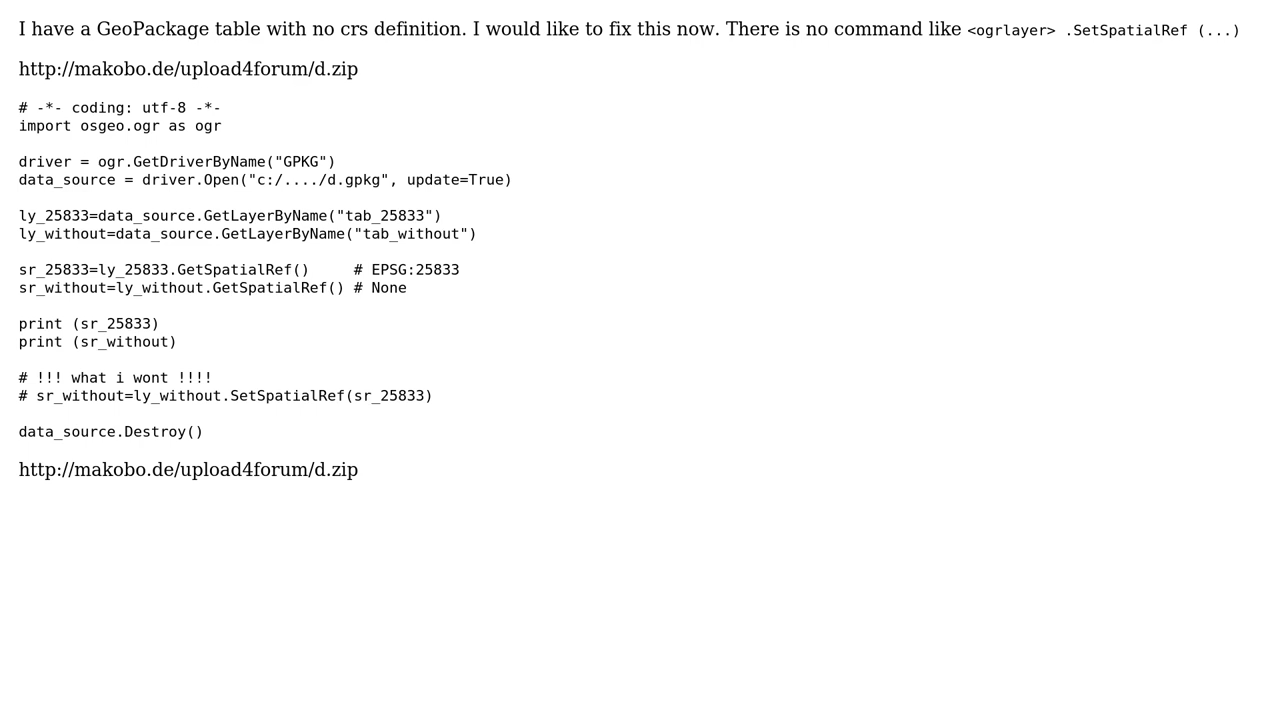 I have a GeoPackage table with no crs definition. I would like to fix this now. There is no command like <ogrlayer> .SetSpatialRef (...)
http://makobo.de/upload4forum/d.zip
# -*- coding: utf-8 -*-
import osgeo.ogr as ogr
driver = ogr.GetDriverByName("GPKG")
data_source = driver.Open("c:/..../d.gpkg", update=True)
ly_25833=data_source.GetLayerByName("tab_25833")
ly_without=data_source.GetLayerByName("tab_without")
sr_25833=ly_25833.GetSpatialRef()     # EPSG:25833
sr_without=ly_without.GetSpatialRef() # None
print (sr_25833)
print (sr_without)
# !!! what i wont !!!!
# sr_without=ly_without.SetSpatialRef(sr_25833)
data_source.Destroy()
http://makobo.de/upload4forum/d.zip